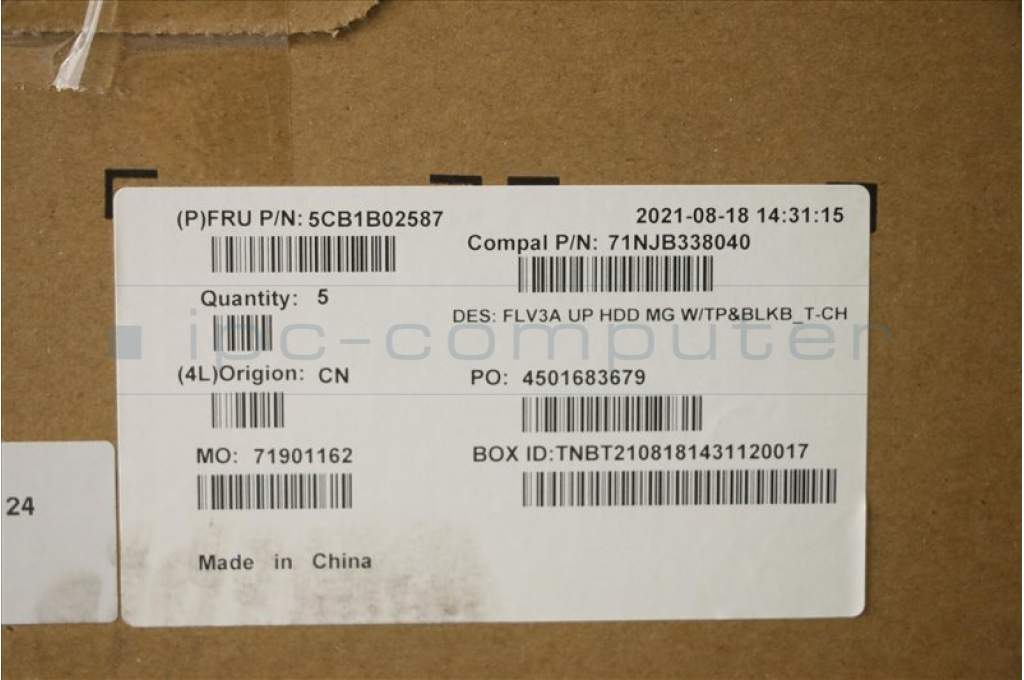 (P)FRU P/N: 5CB1B02587
2021-08-18 14:31:15
Compal P/N: 71NJB338040
Quantity: 5
DES: FLV3A UP HDD MG W/TP&BLKB_T-CH
ipc-computer
(4L)Origion: CN
PO: 4501683679
MO: 71901162
BOX ID:TNBT2108181431120017
24
Made in China